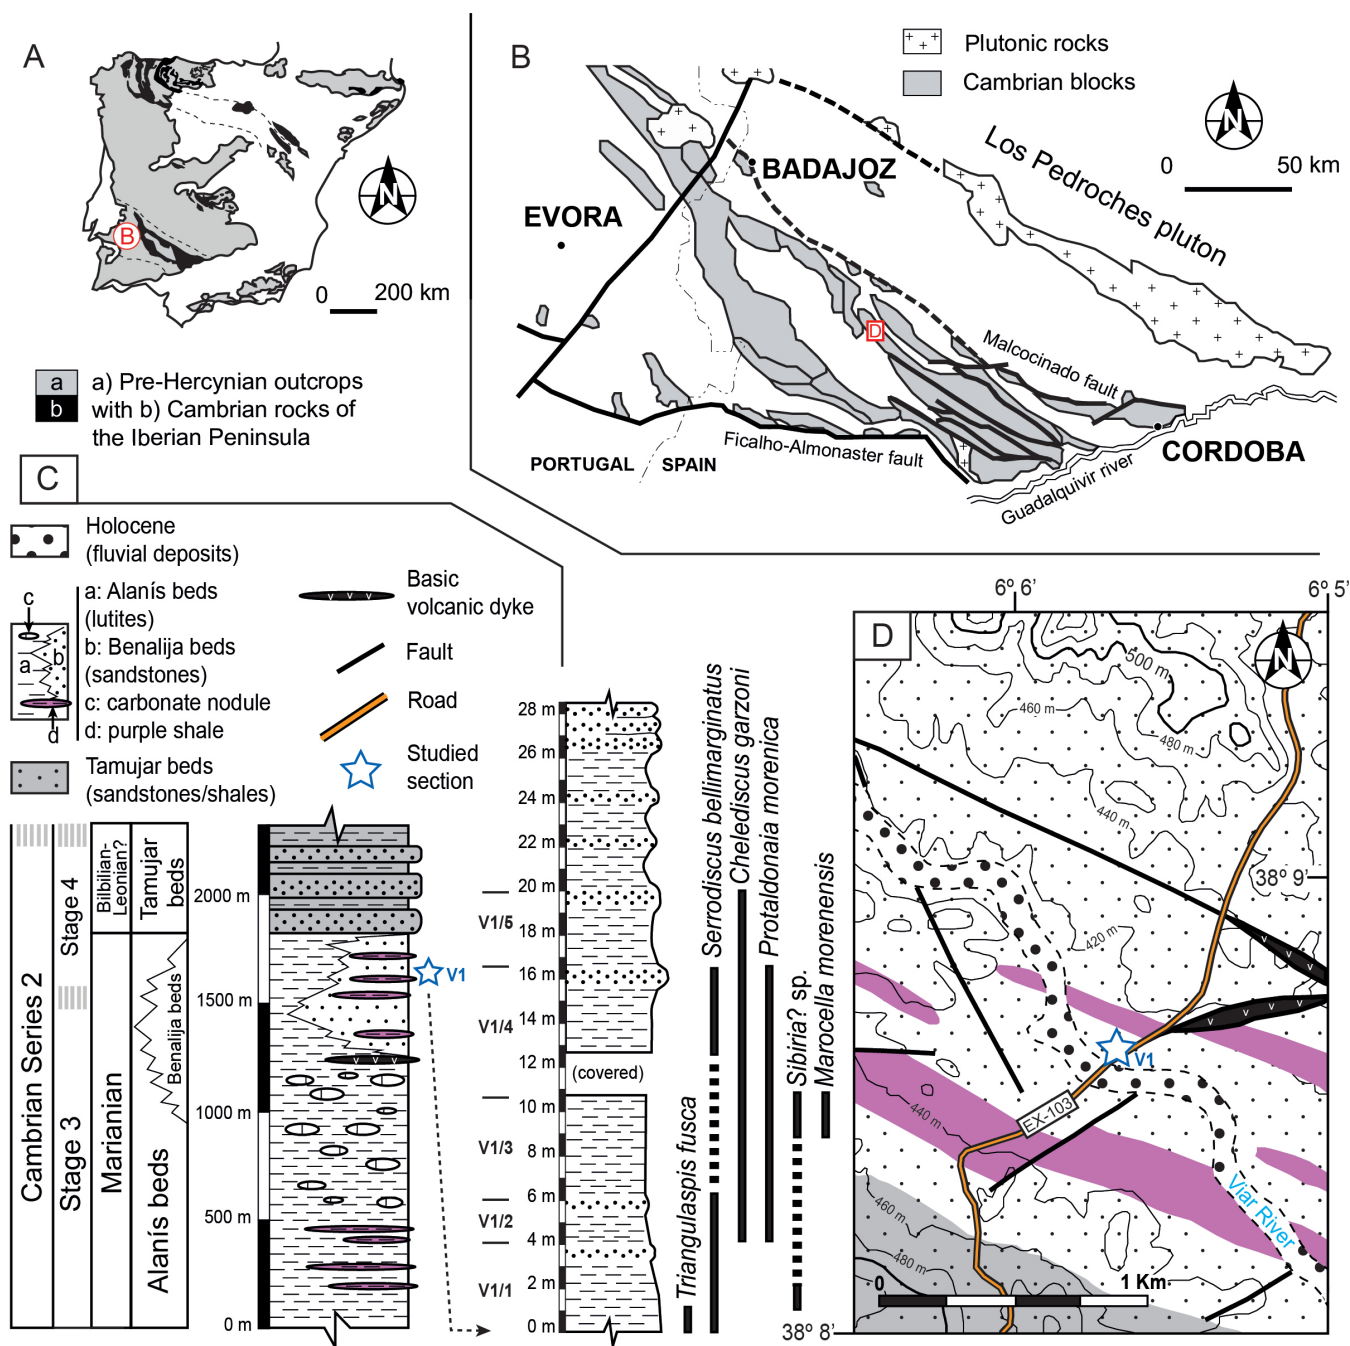 A
B
N
0
200 km
a
b
a) Pre-Hercynian outcrops
with b) Cambrian rocks of
the Iberian Peninsula
B
Plutonic rocks
Cambrian blocks
N
0
50 km
Los Pedroches pluton
BADAJOZ
EVORA
D
Malcocinado fault
Ficalho-Almonaster fault
PORTUGAL
SPAIN
CORDOBA
Guadalquivir river
C
Holocene
(fluvial deposits)
c
a
b
d
a: Alanís beds
(lutites)
b: Benalija beds
(sandstones)
c: carbonate nodule
d: purple shale
Tamujar beds
(sandstones/shales)
Basic
volcanic dyke
v v v
Fault
Road
Studied
section
Cambrian Series 2
Stage 4
Stage 3
Bilbilian-
Leonian?
Marianian
Tamujar
beds
Benalija beds
Alanís beds
2000 m
1500 m
1000 m
500 m
0 m
v v v
V1
28 m
26 m
24 m
22 m
20 m
18 m
16 m
14 m
12 m
10 m
8 m
6 m
4 m
2 m
0 m
V1/5
V1/4
V1/3
V1/2
V1/1
(covered)
Triangulaspis fusca
Serrodiscus bellimarginatus
Chelediscus garzoni
Protaldonaia morenica
Sibiria? sp.
Marocella morenensis
D
6º 6'
6º 5'
N
500 m
460 m
480 m
440 m
38º 9'
420 m
v
v
v v v v
V1
EX-103
440 m
Viar River
460 m
480 m
0
1 Km
38º 8'